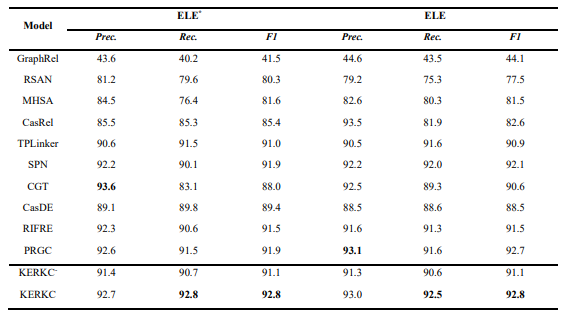 Model ELE* ELE
Prec. Rec. F1 Prec. Rec. F1
GraphRel 43.6 40.2 41.5 44.6 43.5 44.1
RSAN 81.2 79.6 80.3 79.2 75.3 77.5
MHSA 84.5 76.4 81.6 82.6 80.3 81.5
CasRel 85.5 85.3 85.4 93.5 81.9 82.6
TPLinker 90.6 91.5 91.0 90.5 91.6 90.9
SPN 92.2 90.1 91.9 92.2 92.0 92.1
CGT 93.6 83.1 88.0 92.5 89.3 90.6
CasDE 89.1 89.8 89.4 88.5 88.6 88.5
RIFRE 92.3 90.6 91.5 91.6 91.3 91.5
PRGC 92.6 91.5 91.9 93.1 91.6 92.7
KERKC- 91.4 90.7 91.1 91.3 90.6 91.1
KERKC 92.7 92.8 92.8 93.0 92.5 92.8